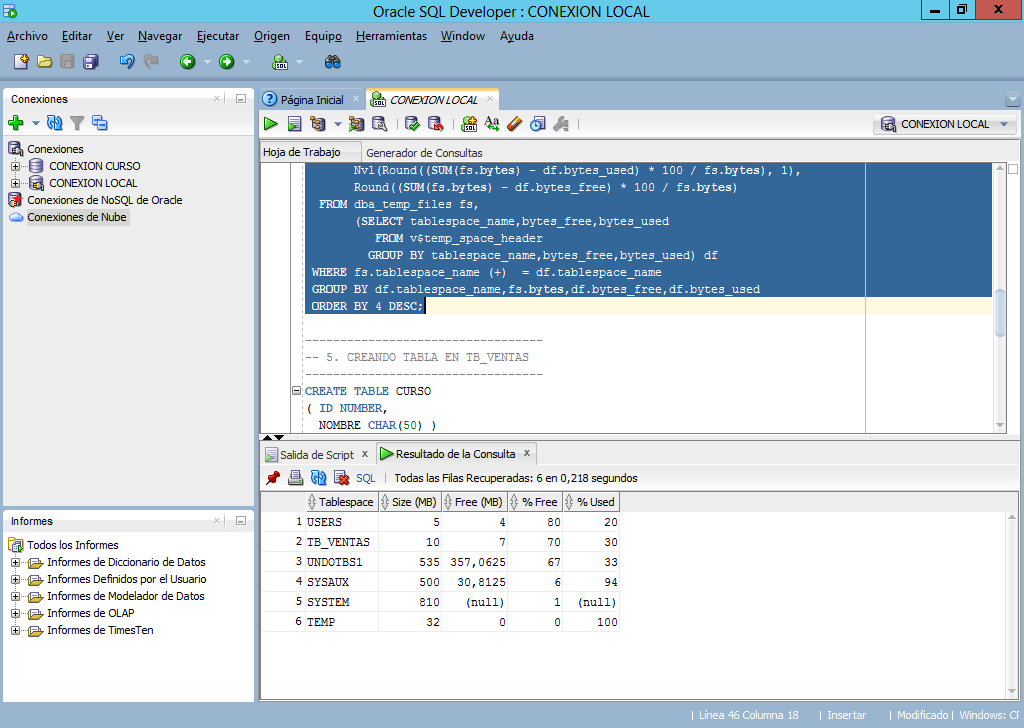 Oracle SQL Developer : CONEXION LOCAL
Archivo Editar Ver Navegar Ejecutar Origen Equipo Herramientas Window Ayuda
Conexiones
Conexiones
CONEXION CURSO
CONEXION LOCAL
Conexiones de NoSQL de Oracle
Conexiones de Nube
Informes
Todos los Informes
Informes de Diccionario de Datos
Informes Definidos por el Usuario
Informes de Modelador de Datos
Informes de OLAP
Informes de TimesTen
Página Inicial
CONEXION LOCAL
CONEXION LOCAL
Hoja de Trabajo
Generador de Consultas
Nvl(Round((SUM(fs.bytes) - df.bytes_used) * 100 / fs.bytes), 1),
Round((SUM(fs.bytes) - df.bytes_free) * 100 / fs.bytes)
FROM dba_temp_files fs,
(SELECT tablespace_name,bytes_free,bytes_used
FROM v$temp_space_header
GROUP BY tablespace_name,bytes_free,bytes_used) df
WHERE fs.tablespace_name (+)  = df.tablespace_name
GROUP BY df.tablespace_name,fs.bytes,df.bytes_free,df.bytes_used
ORDER BY 4 DESC;
----------------------------------
-- 5. CREANDO TABLA EN TB_VENTAS
----------------------------------
CREATE TABLE CURSO
( ID NUMBER,
NOMBRE CHAR(50) )
Salida de Script x
Resultado de la Consulta x
SQL | Todas las Filas Recuperadas: 6 en 0,218 segundos
Tablespace Size (MB) Free (MB) % Free % Used
1 USERS 5 4 80 20
2 TB_VENTAS 10 7 70 30
3 UNDOTBS1 535 357,0625 67 33
4 SYSAUX 500 30,8125 6 94
5 SYSTEM 810 (null) 1 (null)
6 TEMP 32 0 0 100
| Línea 46 Columna 18 | Insertar | Modificado | Windows: CF